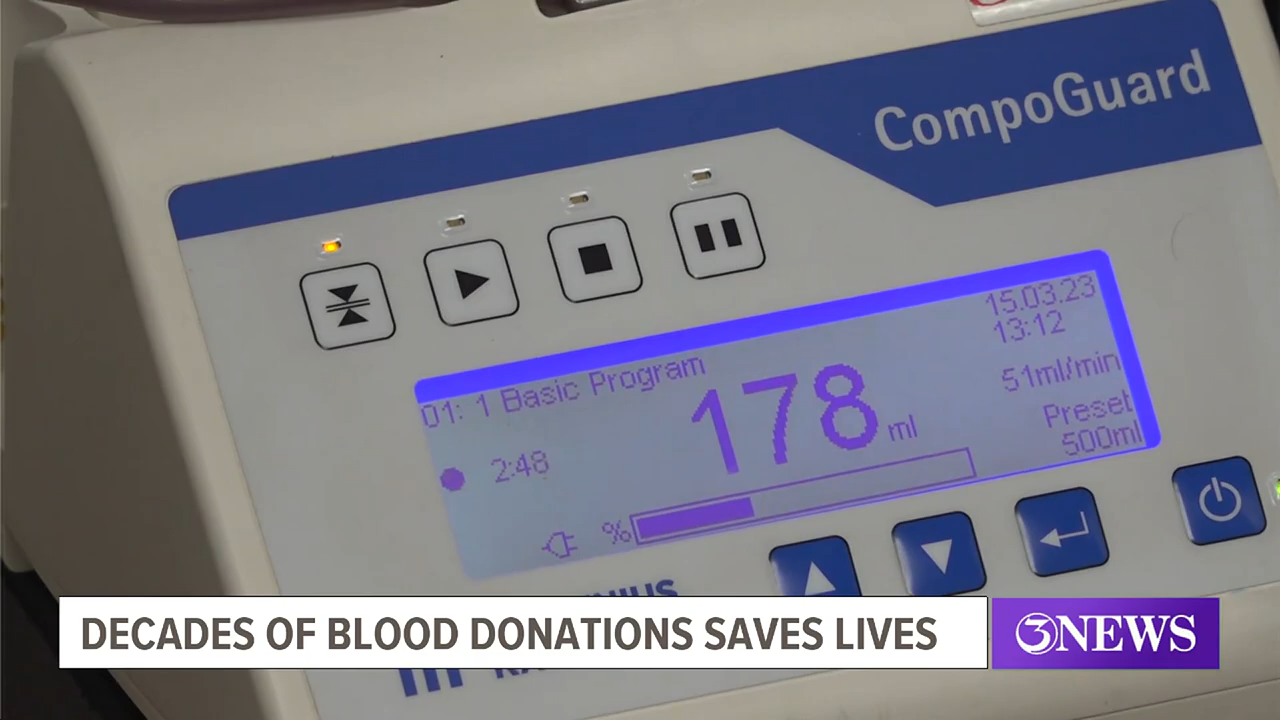 CompoGuard
15.03.23
13:12
01: 1 Basic Program
178 ml
51ml/min
Preset
500ml
2:48
%
DECADES OF BLOOD DONATIONS SAVES LIVES
3NEWS